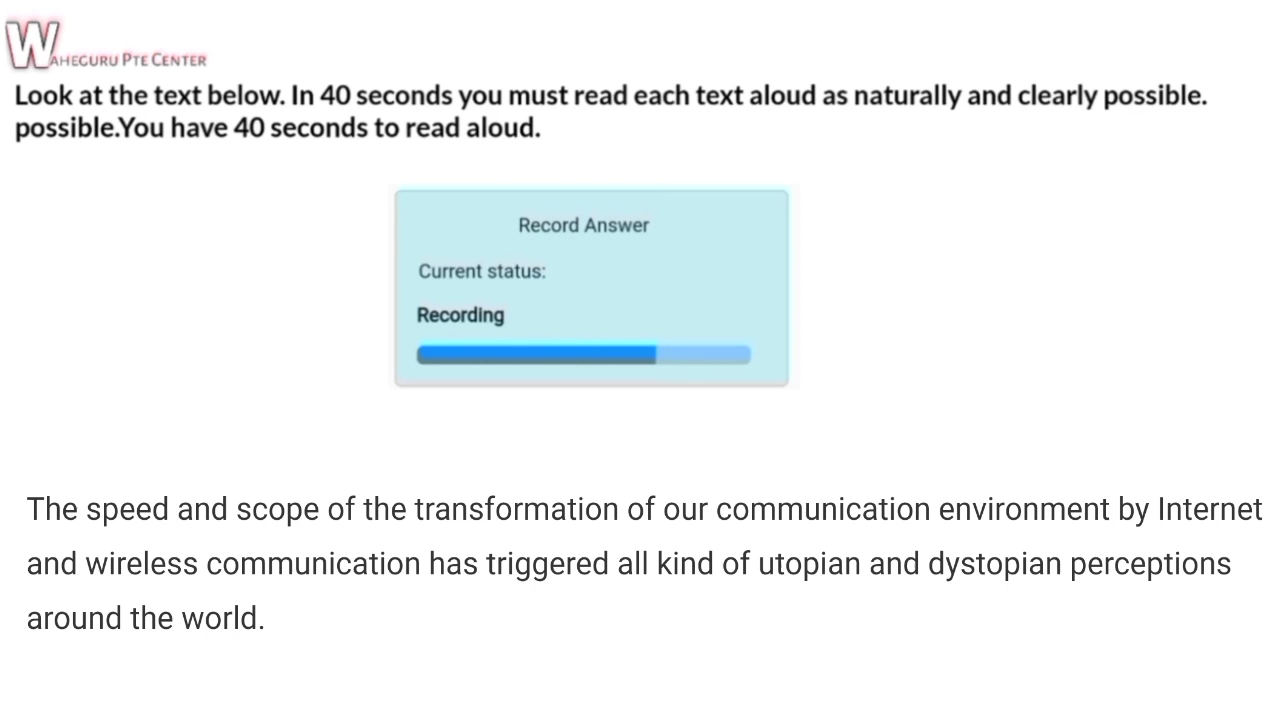 WAHEGURU PTE CENTER
Look at the text below. In 40 seconds you must read each text aloud as naturally and clearly possible.
possible.You have 40 seconds to read aloud.
Record Answer
Current status:
Recording
The speed and scope of the transformation of our communication environment by Internet
and wireless communication has triggered all kind of utopian and dystopian perceptions
around the world.